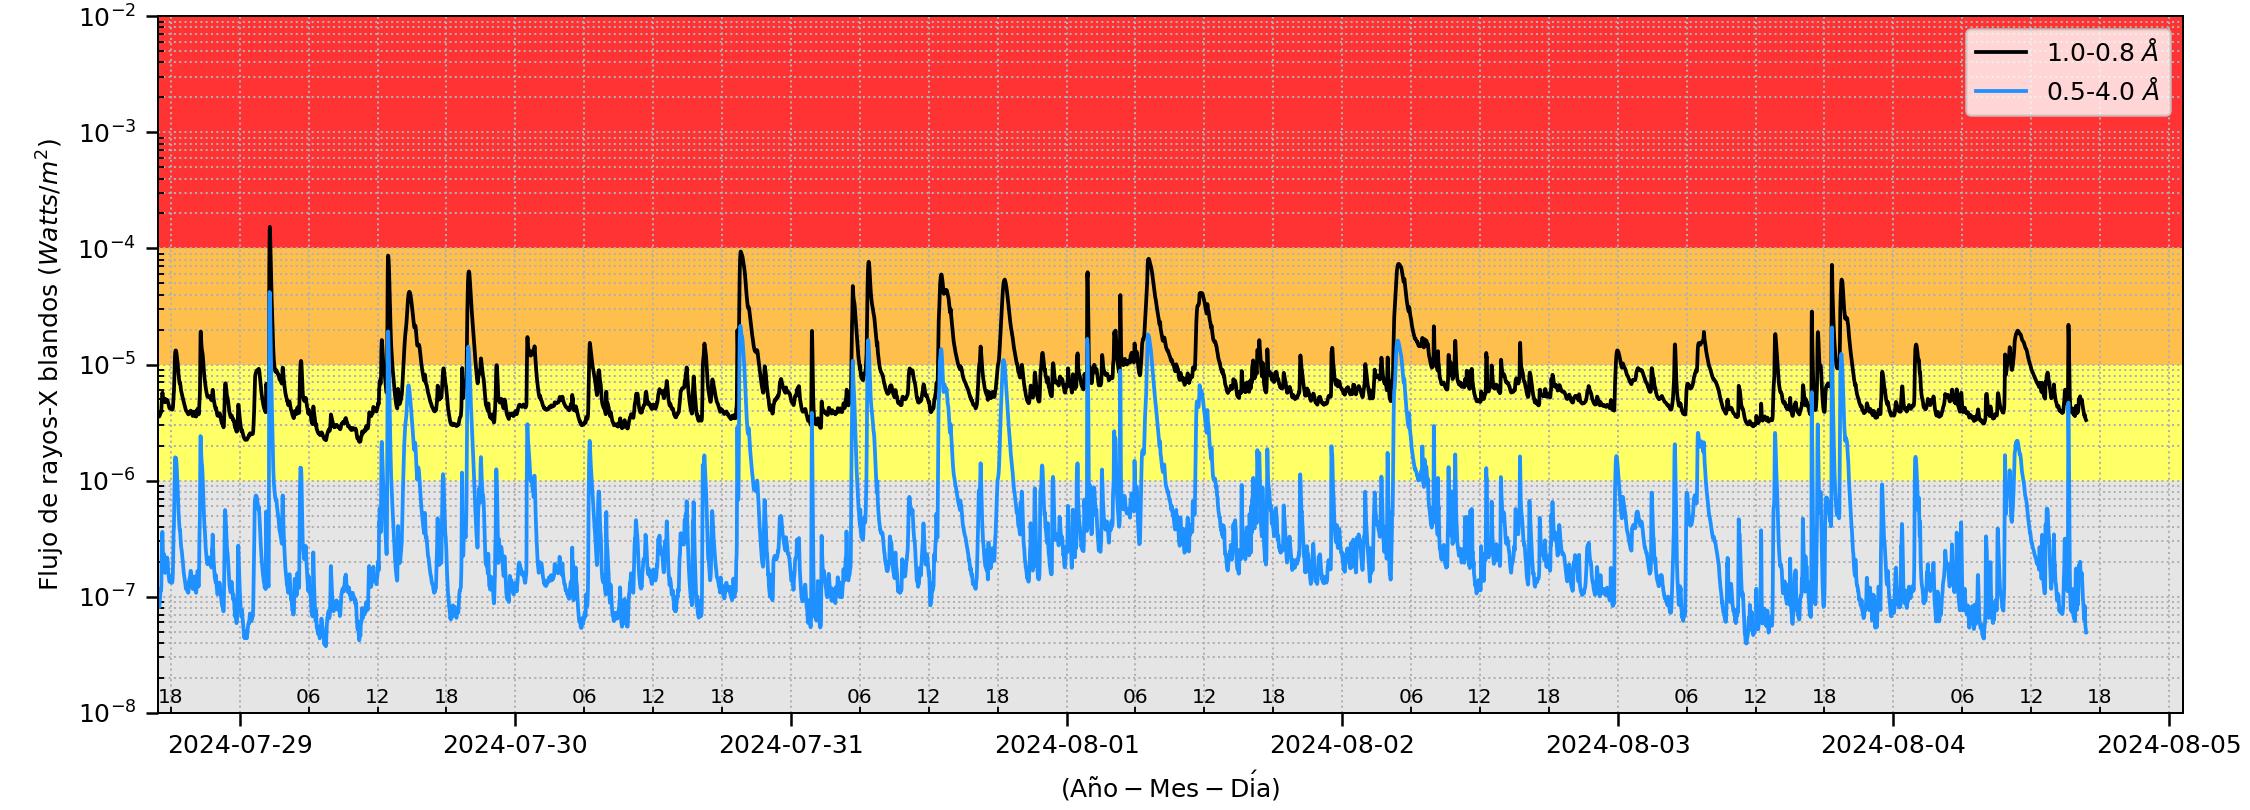 10⁻²
10⁻³
10⁻⁴
10⁻⁵
10⁻⁶
10⁻⁷
10⁻⁸
Flujo de rayos-X blandos (Watts/m²)
1.0-0.8 Å
0.5-4.0 Å
18 06 12 18 06 12 18 06 12 18 06 12 18 06 12 18 06 12 18 06 12 18
2024-07-29 2024-07-30 2024-07-31 2024-08-01 2024-08-02 2024-08-03 2024-08-04 2024-08-05
(Año − Mes − Día)